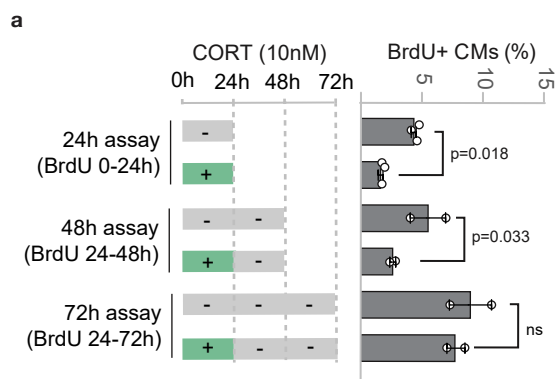 a
CORT (10nM)
BrdU+ CMs (%)
0h 24h 48h 72h
5 10 15
24h assay
(BrdU 0-24h)
-
+
p=0.018
48h assay
(BrdU 24-48h)
- -
+ -
p=0.033
72h assay
(BrdU 24-72h)
- - -
+ - -
ns